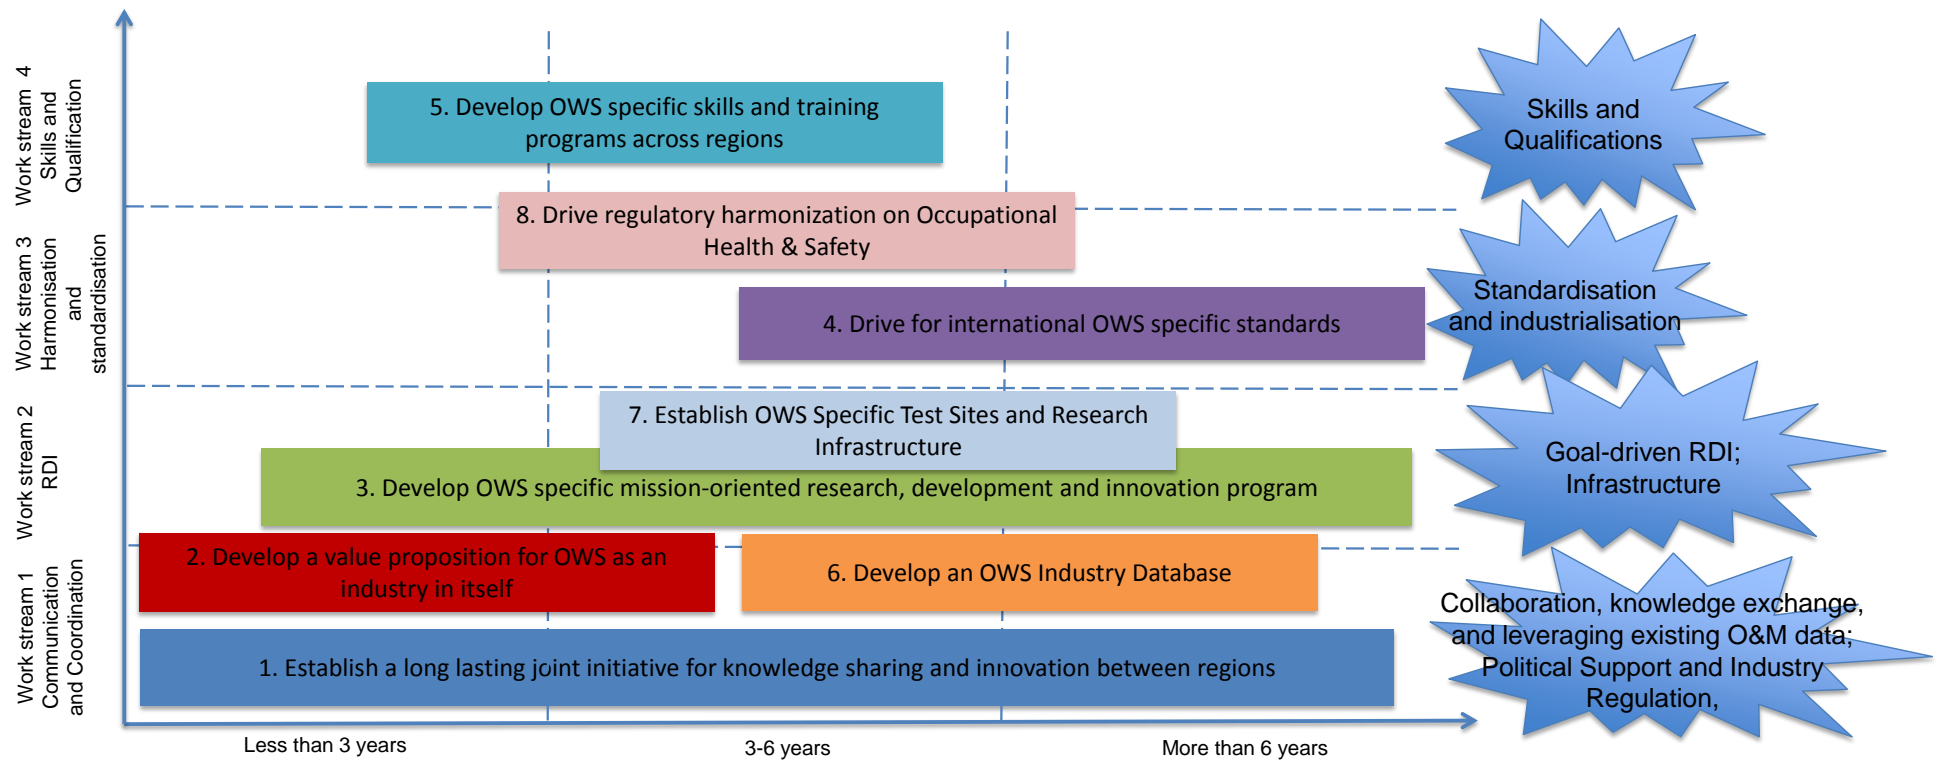 Work stream 4
Skills and
Qualification
5. Develop OWS specific skills and training
programs across regions
Skills and
Qualifications
Work stream 3
Harmonisation
and
standardisation
8. Drive regulatory harmonization on Occupational
Health & Safety
4. Drive for international OWS specific standards
Standardisation
and industrialisation
Work stream 2
RDI
7. Establish OWS Specific Test Sites and Research
Infrastructure
3. Develop OWS specific mission-oriented research, development and innovation program
Goal-driven RDI;
Infrastructure
Work stream 1
Communication
and Coordination
2. Develop a value proposition for OWS as an
industry in itself
6. Develop an OWS Industry Database
1. Establish a long lasting joint initiative for knowledge sharing and innovation between regions
Collaboration, knowledge exchange,
and leveraging existing O&M data;
Political Support and Industry
Regulation,
Less than 3 years
3-6 years
More than 6 years